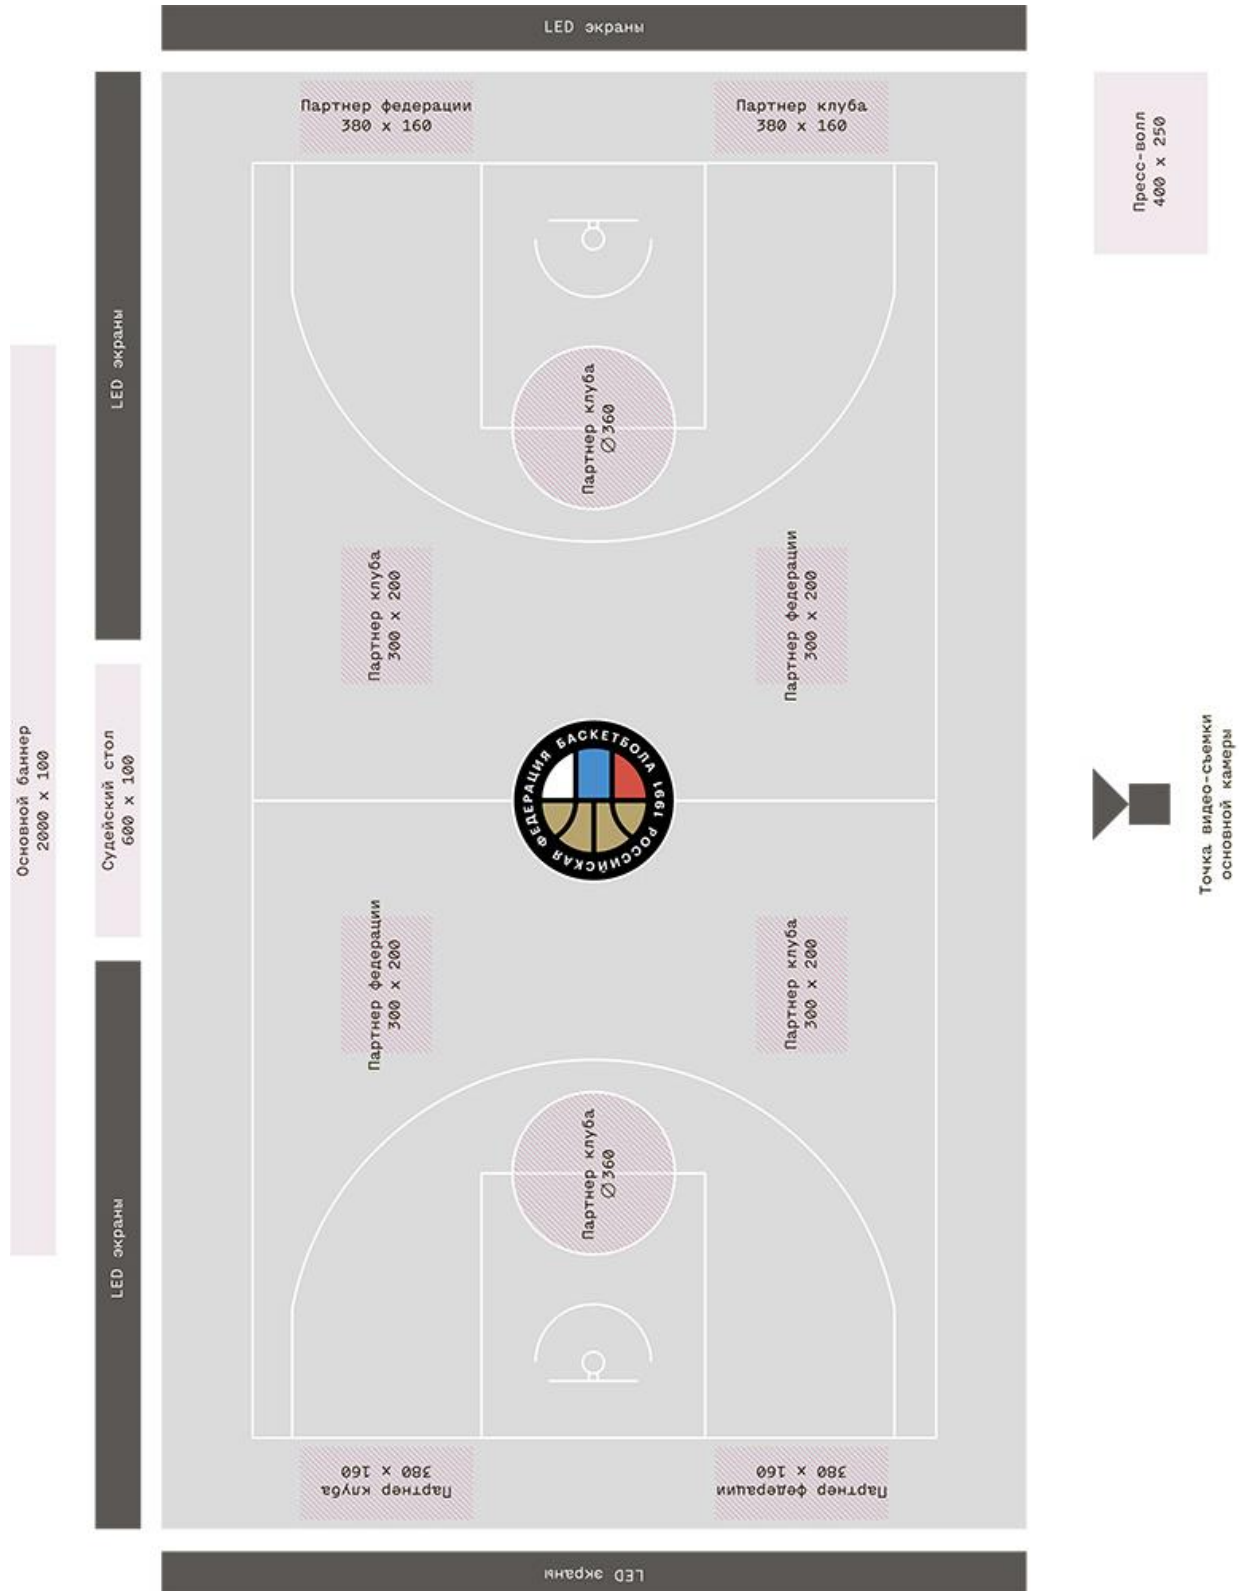 LED экраны
Партнер федерации
380 x 160
Партнер клуба
380 x 160
Пресс-волл
400 x 250
LED экраны
Партнер клуба
∅360
Партнер клуба
300 x 200
Партнер федерации
300 x 200
Основной баннер
2000 x 100
Судейский стол
600 x 100
РОССИЙСКАЯ ФЕДЕРАЦИЯ БАСКЕТБОЛА 1991
Точка видео-съемки
основной камеры
Партнер федерации
300 x 200
Партнер клуба
300 x 200
Партнер клуба
∅360
LED экраны
Партнер клуба
380 x 160
Партнер федерации
380 x 160
LED экраны